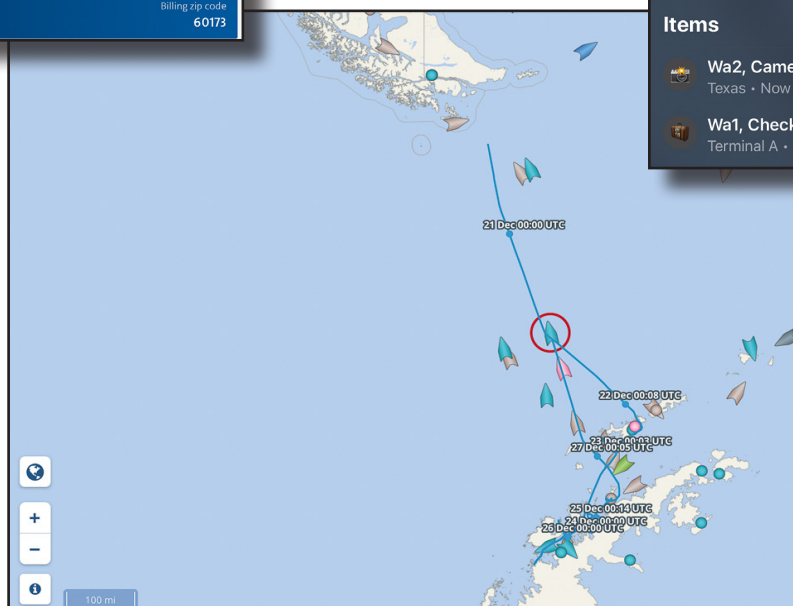 Billing zip code
60173
Items
Wa2, Came
Texas • Now
Wa1, Check
Terminal A •
21 Dec 00:00 UTC
22 Dec 00:08 UTC
23 Dec 00:03 UTC
27 Dec 00:05 UTC
25 Dec 00:14 UTC
24 Dec 00:00 UTC
26 Dec 00:00 UTC
+
−
100 mi